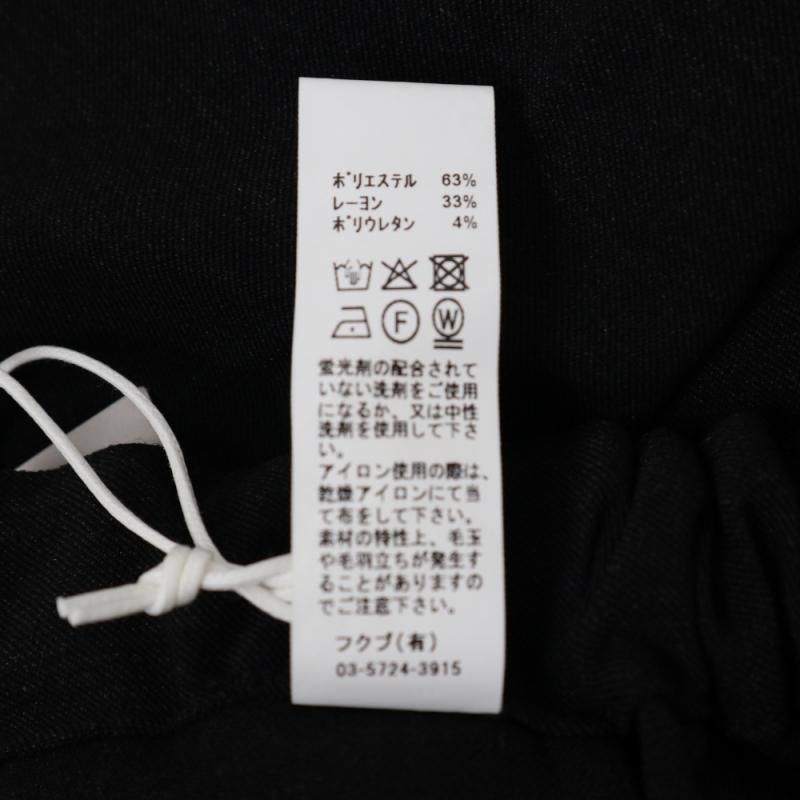 ポリエステル 63%
レーヨン 33%
ポリウレタン 4%
F W
蛍光剤の配合されて
いない洗剤をご使用
になるか、又は中性
洗剤を使用して下さ
い。
アイロン使用の際は、
乾燥アイロンにて当
て布をして下さい。
素材の特性上、毛玉
や毛羽立ちが発生す
ることがありますの
でご注意下さい。
フクブ(有)
03-5724-3915